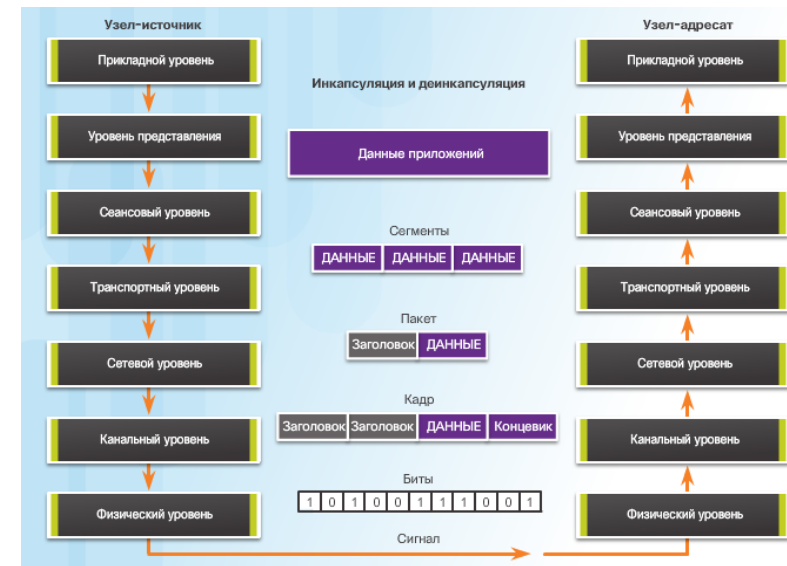 Узел-источник
Узел-адресат
Прикладной уровень
Прикладной уровень
Инкапсуляция и деинкапсуляция
Уровень представления
Данные приложений
Уровень представления
Сеансовый уровень
Сегменты
Сеансовый уровень
ДАННЫЕ ДАННЫЕ ДАННЫЕ
Транспортный уровень
Транспортный уровень
Пакет
Заголовок ДАННЫЕ
Сетевой уровень
Сетевой уровень
Кадр
Заголовок Заголовок ДАННЫЕ Концевик
Канальный уровень
Канальный уровень
Биты
1 0 1 0 0 1 1 1 0 0 1
Физический уровень
Физический уровень
Сигнал